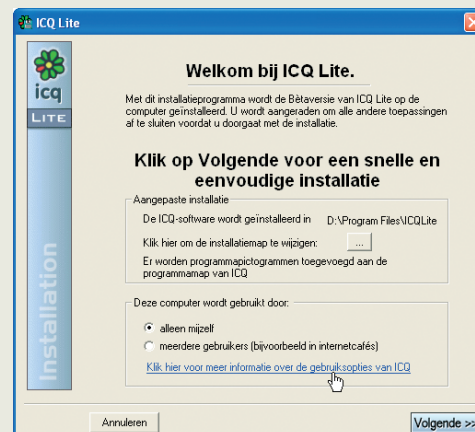 ICQ Lite
icq
LITE
Installation
Welkom bij ICQ Lite.
Met dit installatieprogramma wordt de Bètaversie van ICQ Lite op de
computer geïnstalleerd. U wordt aangeraden om alle andere toepassingen
af te sluiten voordat u doorgaat met de installatie.
Klik op Volgende voor een snelle en
eenvoudige installatie
Aangepaste installatie
De ICQ-software wordt geïnstalleerd in D:\Program Files\ICQLite
Klik hier om de installatiemap te wijzigen: ...
Er worden programmapictogrammen toegevoegd aan de
programmamap van ICQ
Deze computer wordt gebruikt door:
alleen mijzelf
meerdere gebruikers (bijvoorbeeld in internetcafés)
Klik hier voor meer informatie over de gebruiksopties van ICQ
Annuleren
Volgende >>